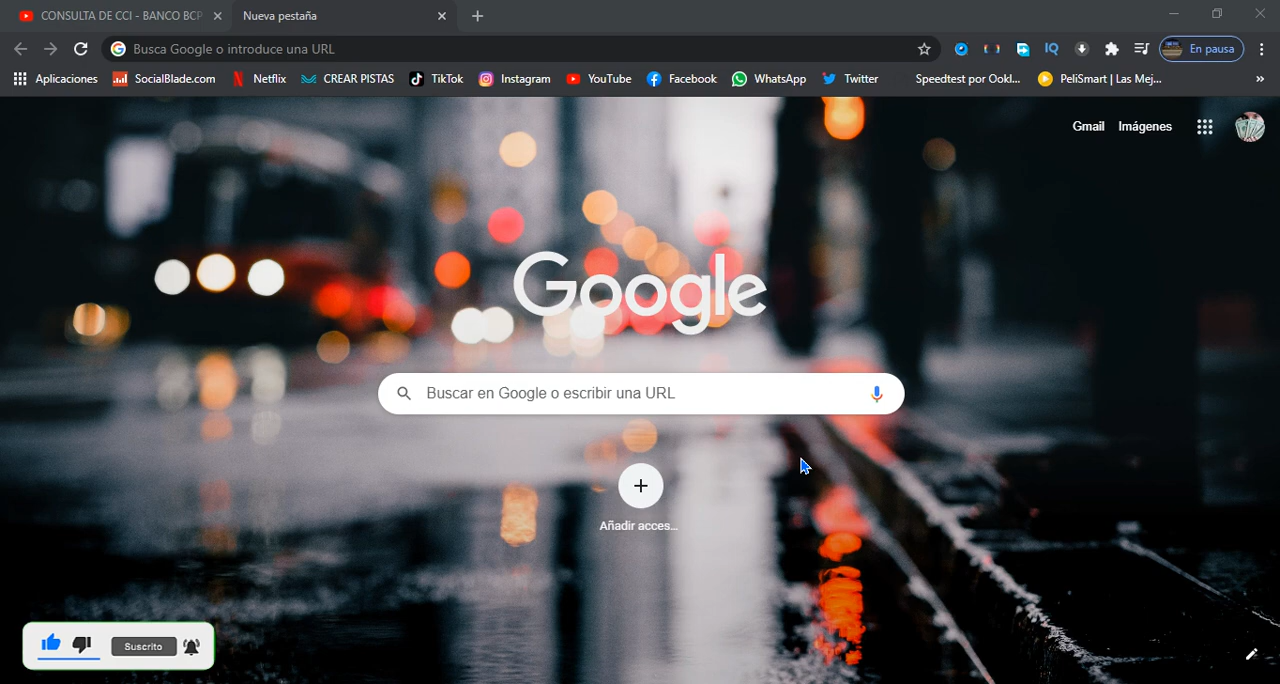 CONSULTA DE CCI - BANCO BCP
Nueva pestaña
Busca Google o introduce una URL
IQ
En pausa
Aplicaciones
SocialBlade.com
Netflix
CREAR PISTAS
TikTok
Instagram
YouTube
Facebook
WhatsApp
Twitter
Speedtest por Ookl...
PeliSmart | Las Mej...
Gmail
Imágenes
Google
Buscar en Google o escribir una URL
Añadir acces...
Suscrito